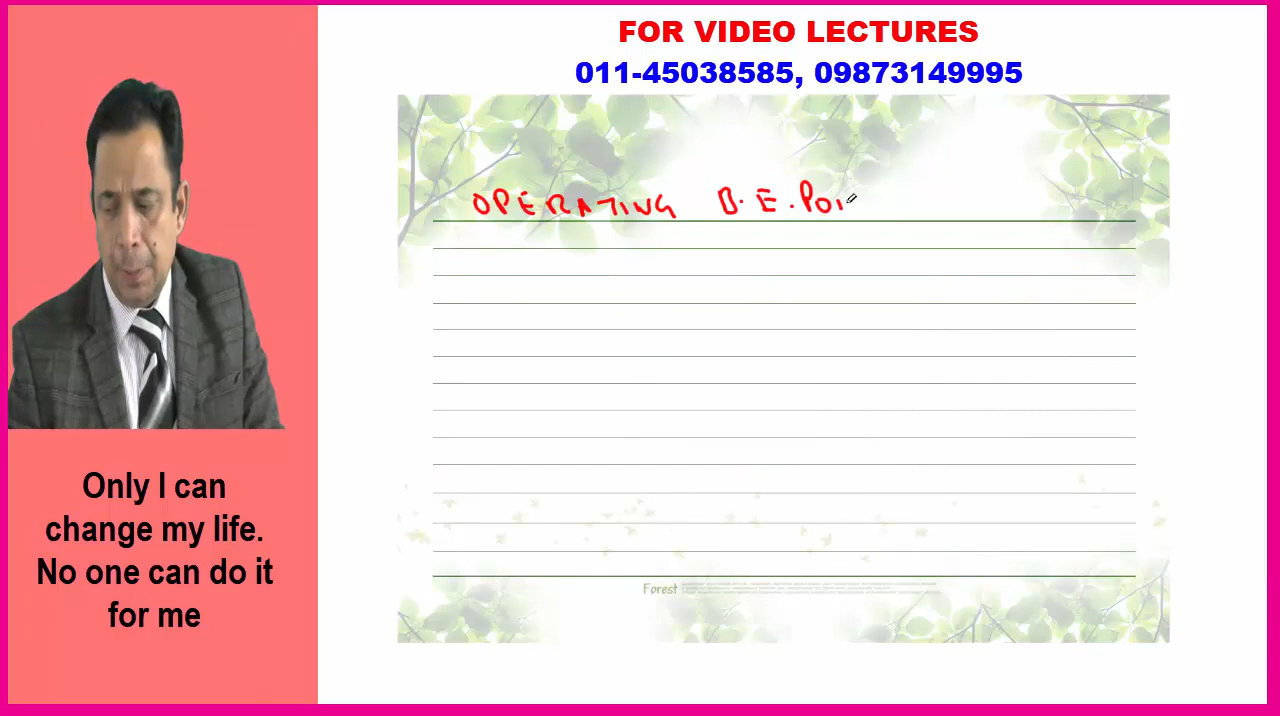 FOR VIDEO LECTURES
011-45038585, 09873149995
OPERATING B.E. POI
Only I can
change my life.
No one can do it
for me
Forest